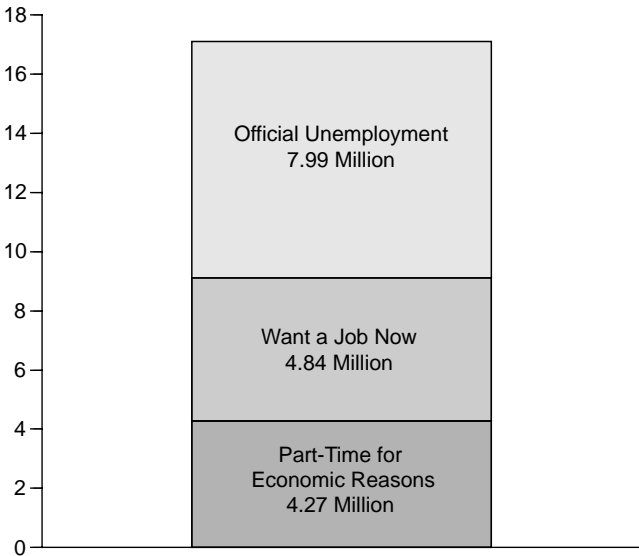 18
16
14
12
10
8
6
4
2
0
Official Unemployment
7.99 Million
Want a Job Now
4.84 Million
Part-Time for
Economic Reasons
4.27 Million